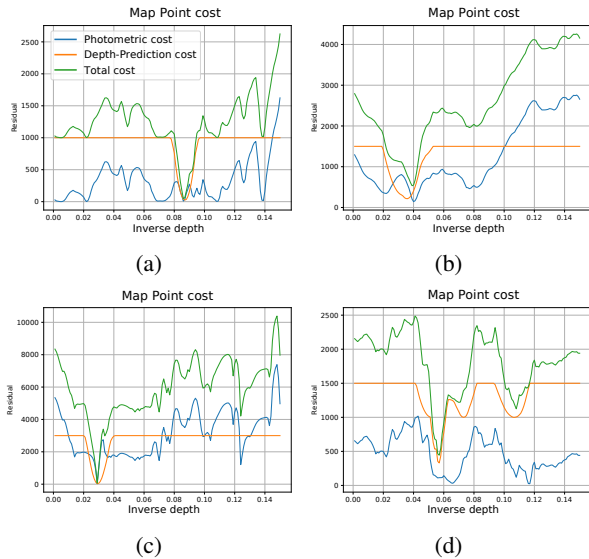 Map Point cost
Photometric cost
Depth-Prediction cost
Total cost
Residual
2500
2000
1500
1000
500
0
0.00 0.02 0.04 0.06 0.08 0.10 0.12 0.14
Inverse depth
(a)
Map Point cost
Residual
4000
3000
2000
1000
0
0.00 0.02 0.04 0.06 0.08 0.10 0.12 0.14
Inverse depth
(b)
Map Point cost
Residual
10000
8000
6000
4000
2000
0
0.00 0.02 0.04 0.06 0.08 0.10 0.12 0.14
Inverse depth
(c)
Map Point cost
Residual
2500
2000
1500
1000
500
0
0.00 0.02 0.04 0.06 0.08 0.10 0.12 0.14
Inverse depth
(d)